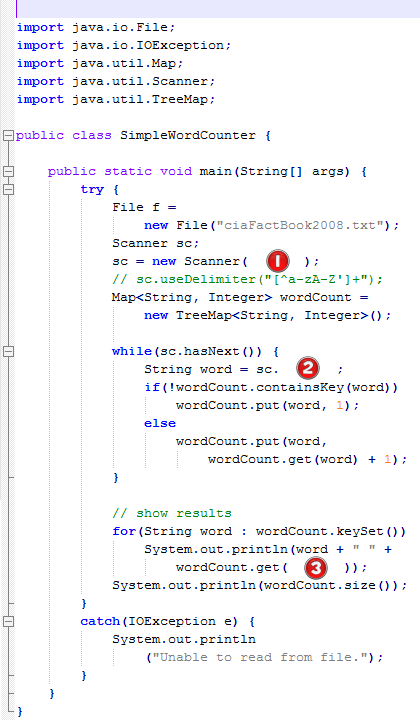 import java.io.File;
import java.io.IOException;
import java.util.Map;
import java.util.Scanner;
import java.util.TreeMap;
public class SimpleWordCounter {
public static void main(String[] args) {
try {
File f =
new File("ciaFactBook2008.txt");
Scanner sc;
sc = new Scanner( 1 );
// sc.useDelimiter("[^a-zA-Z']+");
Map<String, Integer> wordCount =
new TreeMap<String, Integer>();
while(sc.hasNext()) {
String word = sc. 2 ;
if(!wordCount.containsKey(word))
wordCount.put(word, 1);
else
wordCount.put(word,
wordCount.get(word) + 1);
}
// show results
for(String word : wordCount.keySet())
System.out.println(word + " " +
wordCount.get( 3 ));
System.out.println(wordCount.size());
}
catch(IOException e) {
System.out.println
("Unable to read from file.");
}
}
}